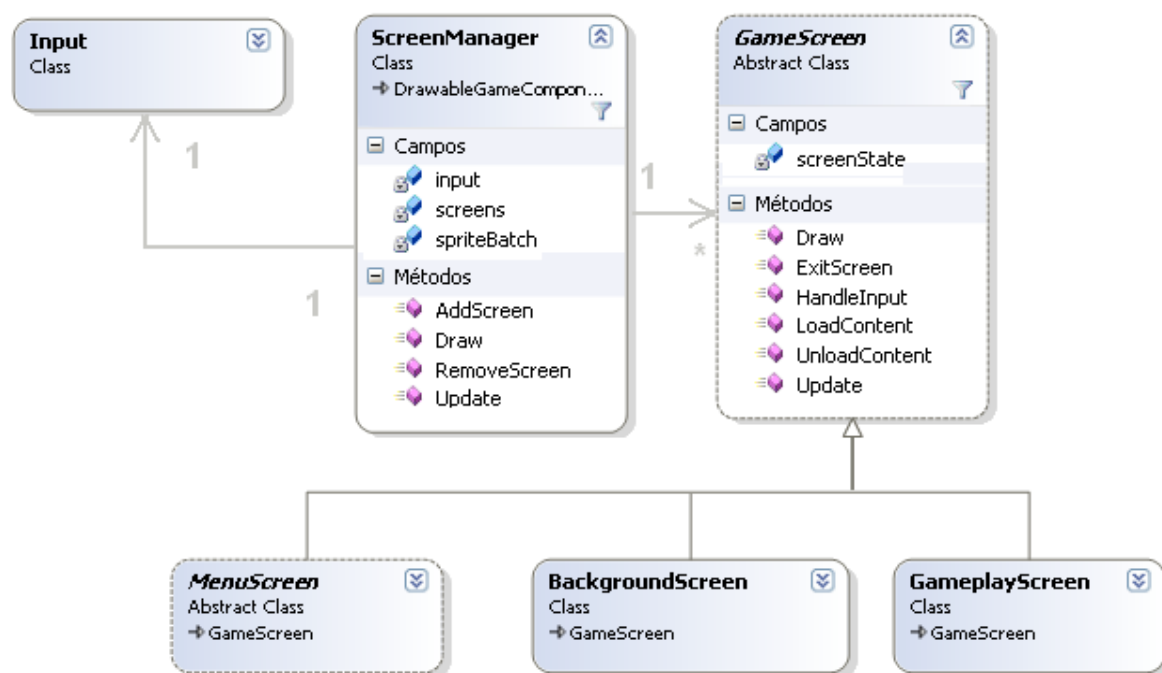 Input
Class
1
ScreenManager
Class
DrawableGameCompon...
Campos
input
screens
spriteBatch
Métodos
AddScreen
Draw
RemoveScreen
Update
1
1
*
GameScreen
Abstract Class
Campos
screenState
Métodos
Draw
ExitScreen
HandleInput
LoadContent
UnloadContent
Update
MenuScreen
Abstract Class
GameScreen
BackgroundScreen
Class
GameScreen
GameplayScreen
Class
GameScreen